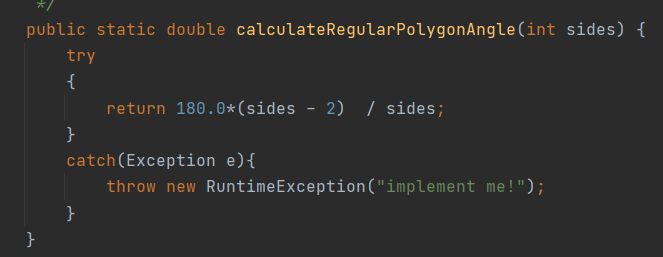 */
public static double calculateRegularPolygonAngle(int sides) {
try
{
return 180.0*(sides - 2)  / sides;
}
catch(Exception e){
throw new RuntimeException("implement me!");
}
}